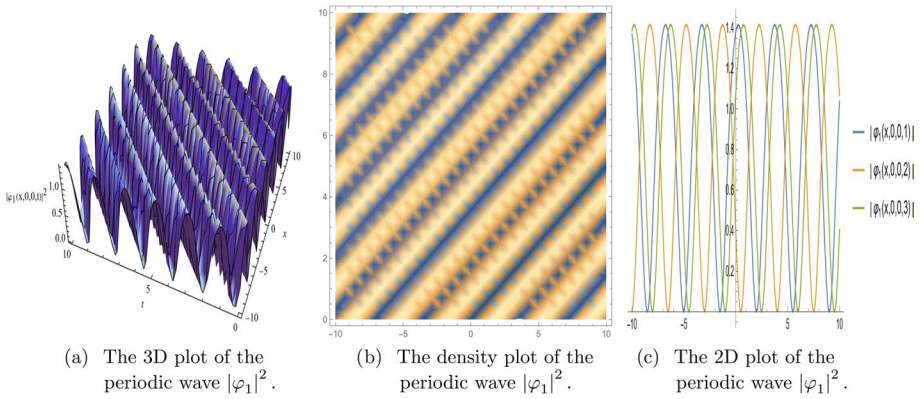 |φ₁(x,0,0,t)|²
1.0
0.5
0.0
10
5
t
0
10
5
0
x
−5
−10
10
8
6
4
2
0
−10
−5
0
5
10
1.4
1.2
1.0
0.8
0.6
0.4
0.2
-10
-5
0
5
10
|φ₁(x,0,0,1)|
|φ₁(x,0,0,2)|
|φ₁(x,0,0,3)|
(a) The 3D plot of the
periodic wave |φ₁|².
(b) The density plot of the
periodic wave |φ₁|².
(c) The 2D plot of the
periodic wave |φ₁|².